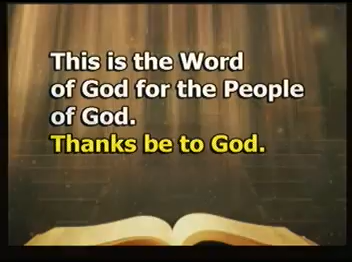 This is the Word
of God for the People
of God.
Thanks be to God.